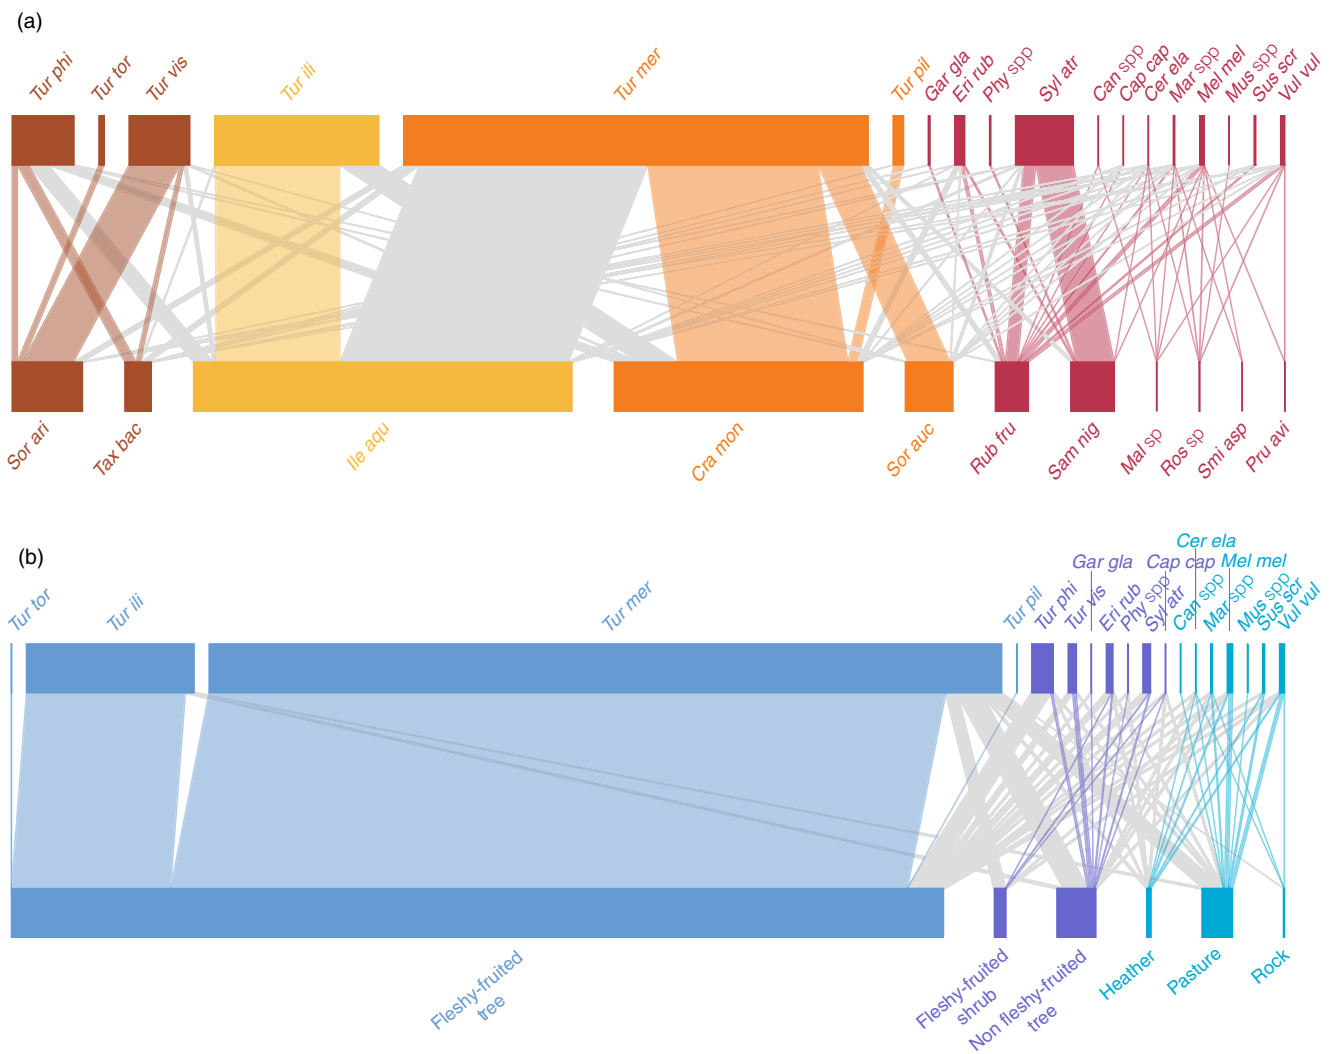 (a)
Tur phi
Tur tor
Tur vis
Tur ili
Tur mer
Tur pil
Gar gla
Eri rub
Phy spp
Syl atr
Can spp
Cap cap
Cer ela
Mar spp
Mel mel
Mus spp
Sus scr
Vul vul
Sor ari
Tax bac
Ile aqu
Cra mon
Sor auc
Rub fru
Sam nig
Mal sp
Ros sp
Smi asp
Pru avi
(b)
Tur tor
Tur ili
Tur mer
Tur pil
Tur phi
Tur vis
Gar gla
Eri rub
Phy spp
Syl atr
Cap cap
Can spp
Cer ela
Mar spp
Mel mel
Mus spp
Sus scr
Vul vul
Fleshy-fruited
tree
Fleshy-fruited
shrub
Non fleshy-fruited
tree
Heather
Pasture
Rock